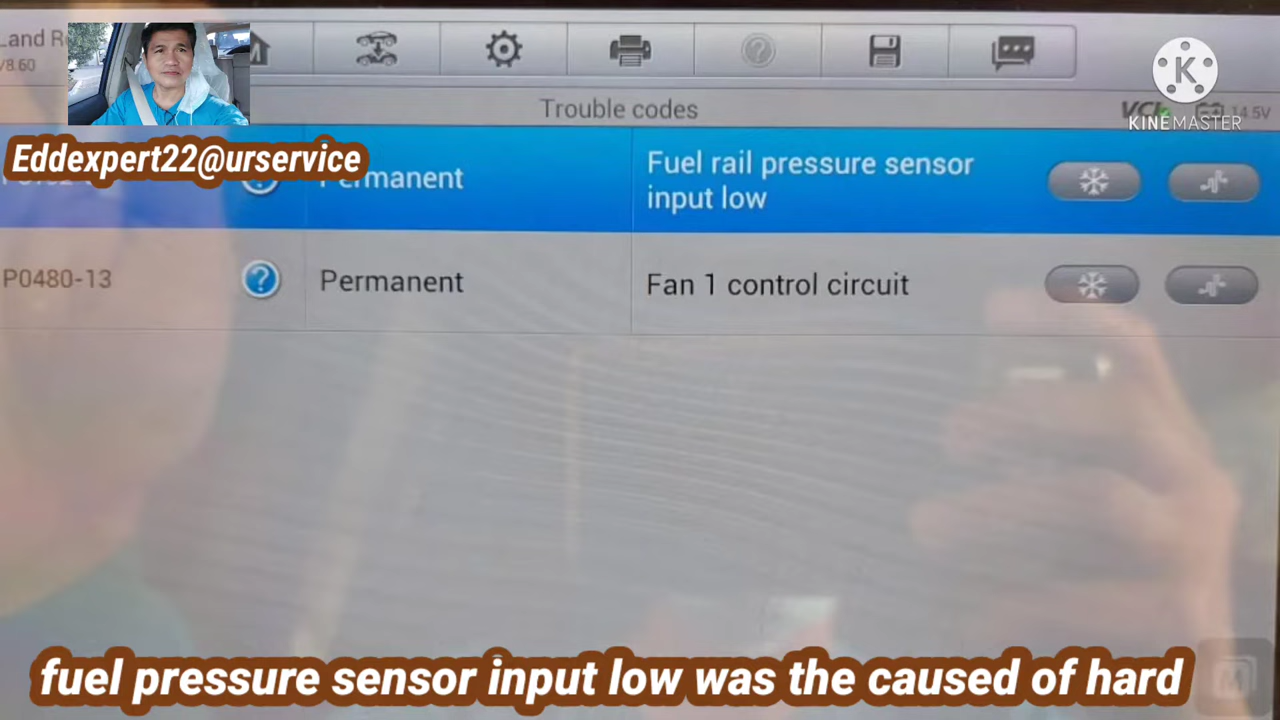 Land R
V8.60
Trouble codes
VCI
14.5V
K
KINEMASTER
Eddexpert22@urservice
Permanent
Fuel rail pressure sensor
input low
P0480-13
Permanent
Fan 1 control circuit
fuel pressure sensor input low was the caused of hard